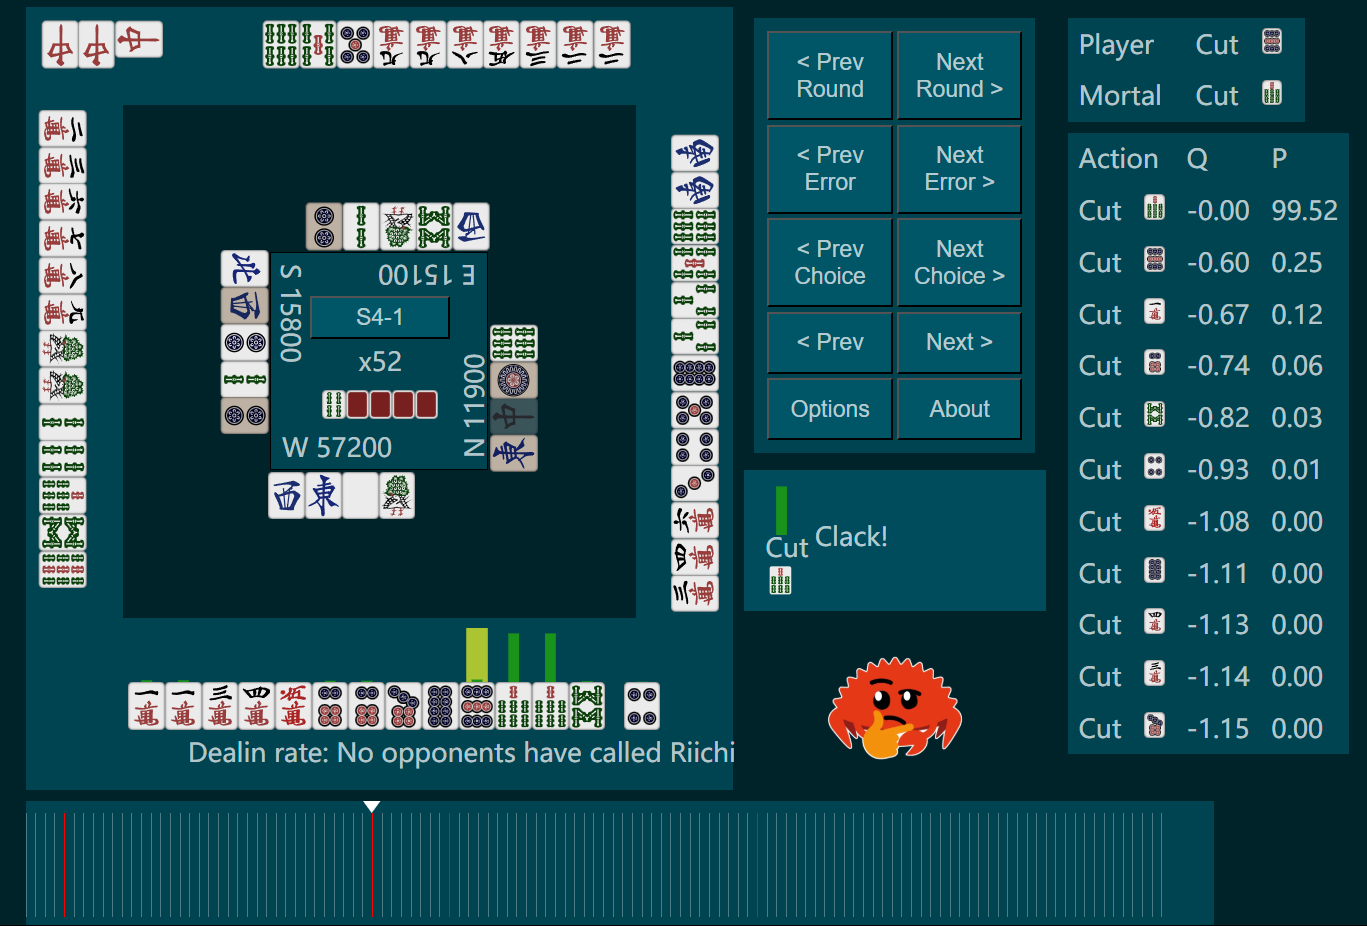 < Prev Round
Next Round >
< Prev Error
Next Error >
< Prev Choice
Next Choice >
< Prev
Next >
Options
About
Player Cut
Mortal Cut
Action Q P
Cut -0.00 99.52
Cut -0.60 0.25
Cut -0.67 0.12
Cut -0.74 0.06
Cut -0.82 0.03
Cut -0.93 0.01
Cut -1.08 0.00
Cut -1.11 0.00
Cut -1.13 0.00
Cut -1.14 0.00
Cut -1.15 0.00
E 15100
S 15800
S4-1
x52
N 11900
W 57200
Cut
Clack!
Dealin rate: No opponents have called Riichi